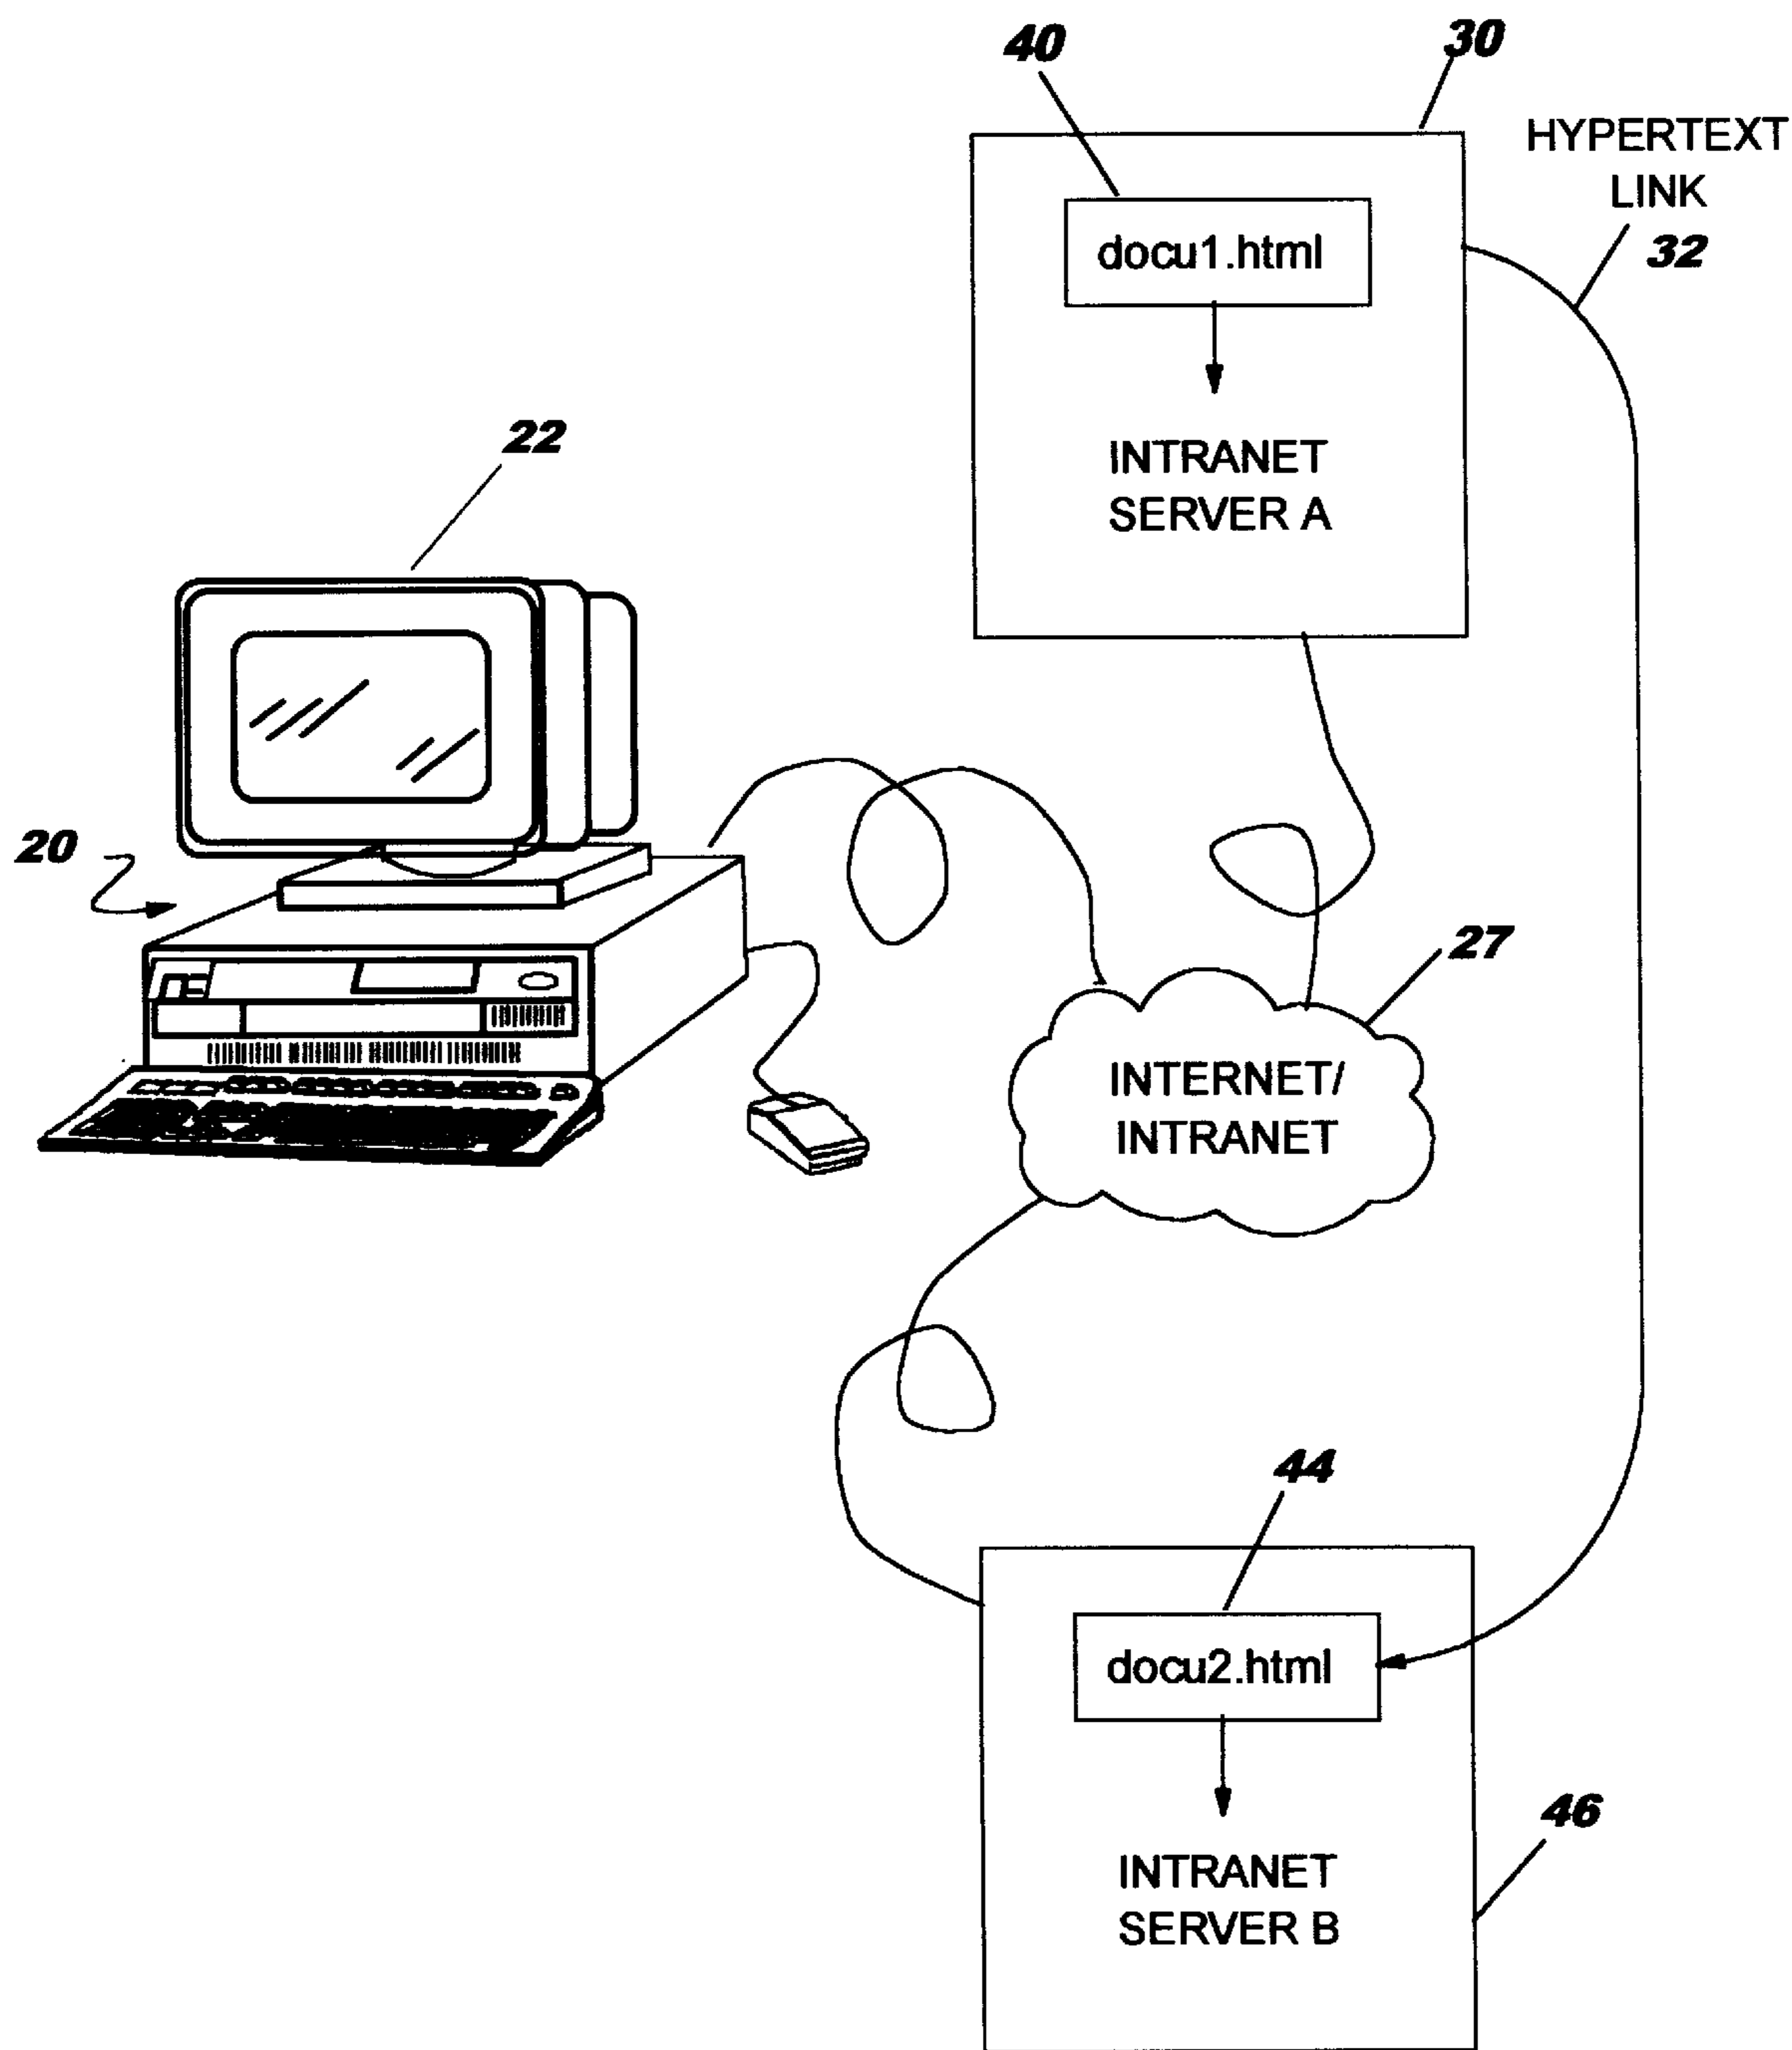 40
30
HYPERTEXT
LINK
32
docu1.html
INTRANET
SERVER A
22
20
27
INTERNET/
INTRANET
44
docu2.html
46
INTRANET
SERVER B